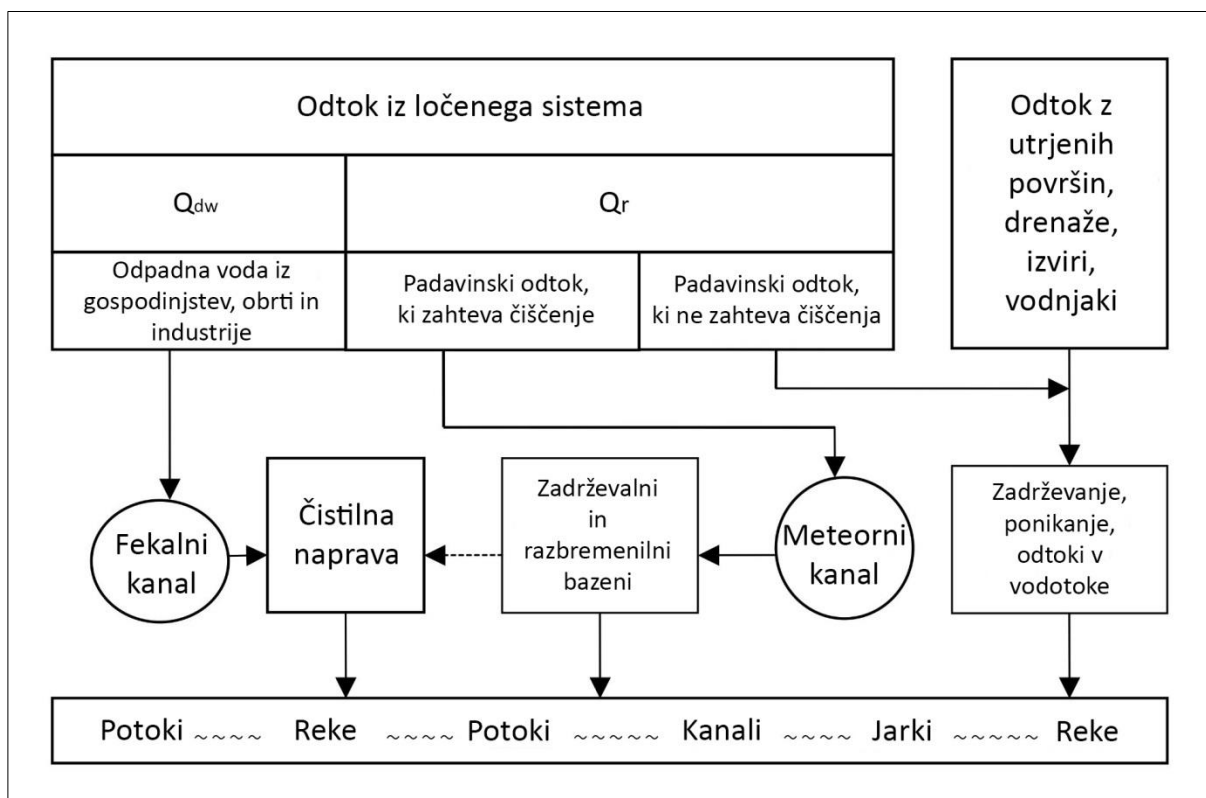 Odtok iz ločenega sistema
Qdw
Qr
Odpadna voda iz
gospodinjstev, obrti in
industrije
Padavinski odtok,
ki zahteva čiščenje
Padavinski odtok,
ki ne zahteva čiščenja
Odtok z
utrjenih
površin,
drenaže,
izviri,
vodnjaki
Fekalni
kanal
Čistilna
naprava
Zadrževalni
in
razbremenilni
bazeni
Meteorni
kanal
Zadrževanje,
ponikanje,
odtoki v
vodotoke
Potoki ~~~~ Reke ~~~~ Potoki ~~~~~ Kanali ~~~~ Jarki ~~~~~ Reke